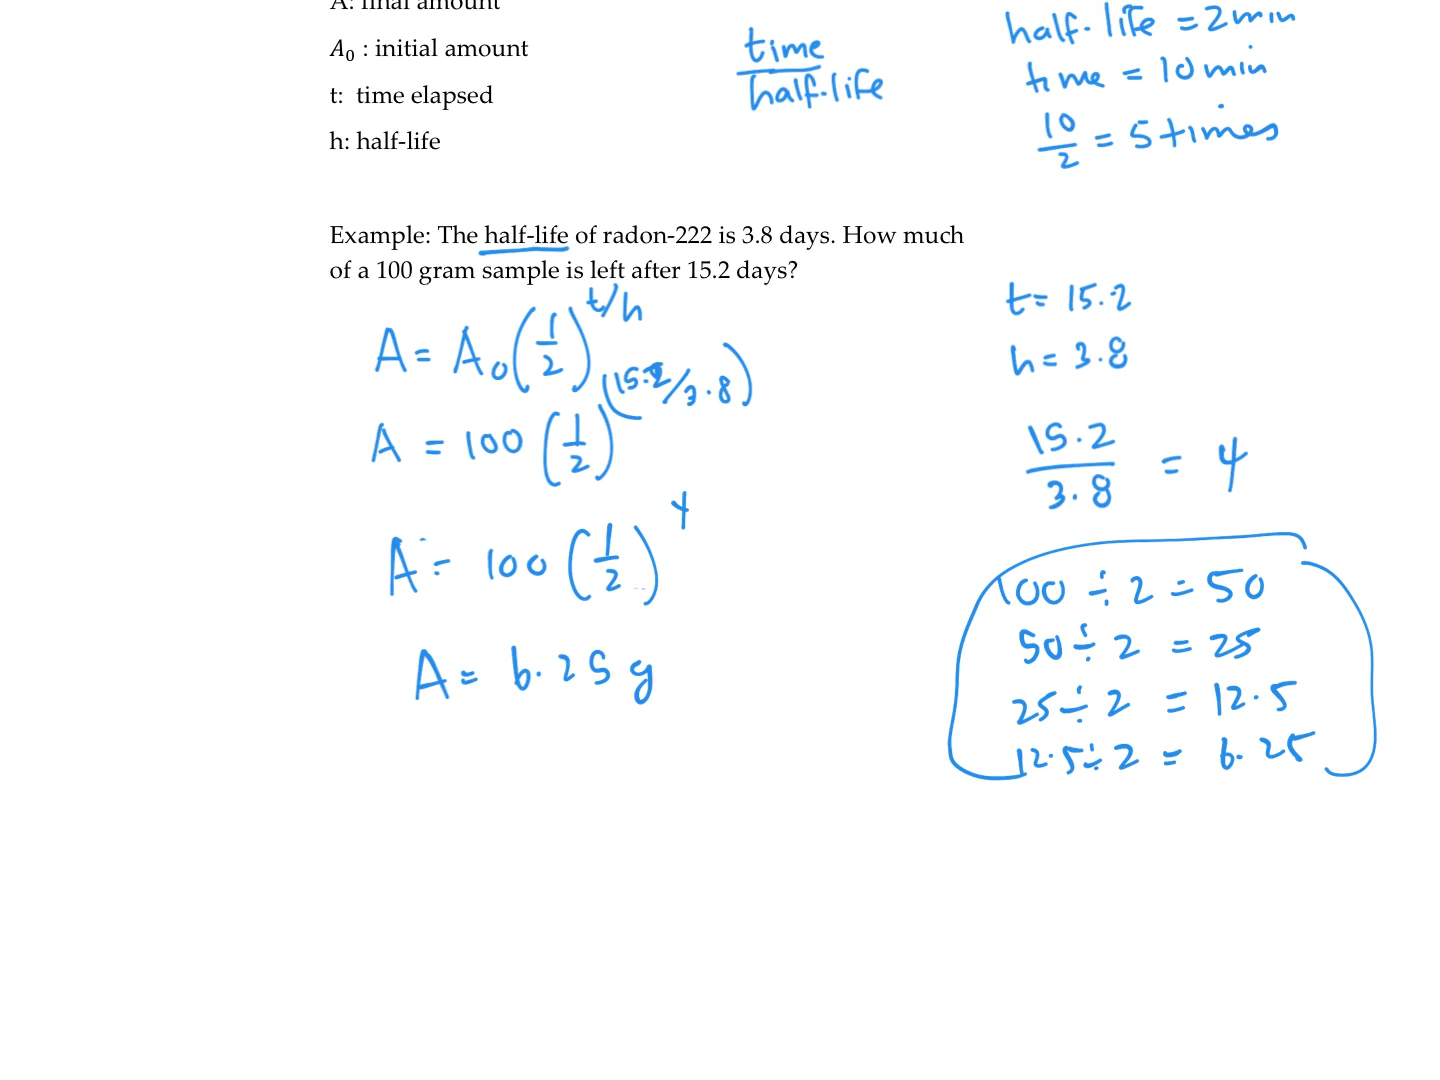 A: final amount
A₀ : initial amount
t: time elapsed
h: half-life
time
half-life
half-life = 2 min
time = 10 min
10/2 = 5 times
Example: The half-life of radon-222 is 3.8 days. How much
of a 100 gram sample is left after 15.2 days?
A = A₀ (1/2)^t/h
A = 100 (1/2)^(15.2/3.8)
A = 100 (1/2)^4
A = 6.25 g
t = 15.2
h = 3.8
15.2/3.8 = 4
100 ÷ 2 = 50
50 ÷ 2 = 25
25 ÷ 2 = 12.5
12.5 ÷ 2 = 6.25